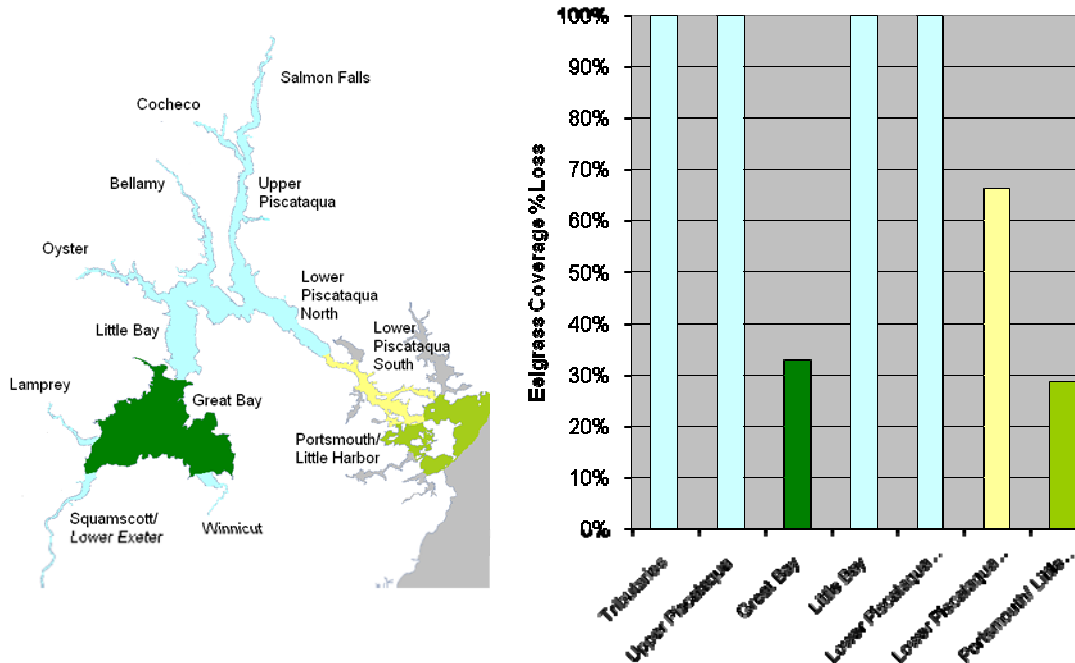 Salmon Falls
Cocheco
Bellamy
Upper
Piscataqua
Oyster
Lower
Piscataqua
North
Little Bay
Lower
Piscataqua
South
Lamprey
Great Bay
Portsmouth/
Little Harbor
Squamscott/
Lower Exeter
Winnicut
Eelgrass Coverage % Loss
100%
90%
80%
70%
60%
50%
40%
30%
20%
10%
0%
Tributaries
Upper Piscataqua
Great Bay
Little Bay
Lower Piscataqua...
Lower Piscataqua...
Portsmouth/ Little...